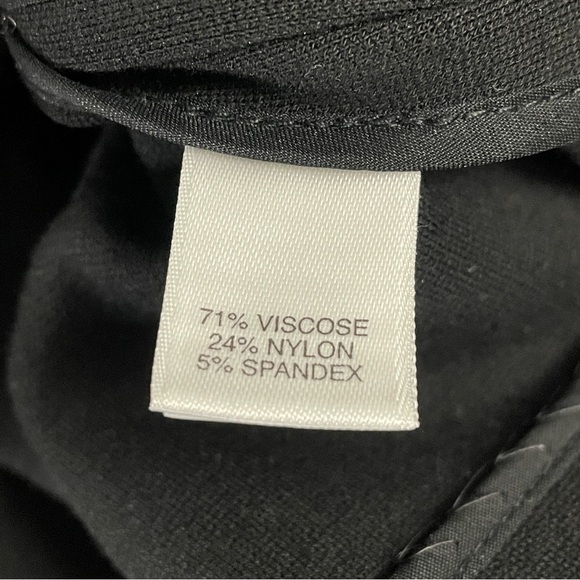 71% VISCOSE
24% NYLON
5% SPANDEX